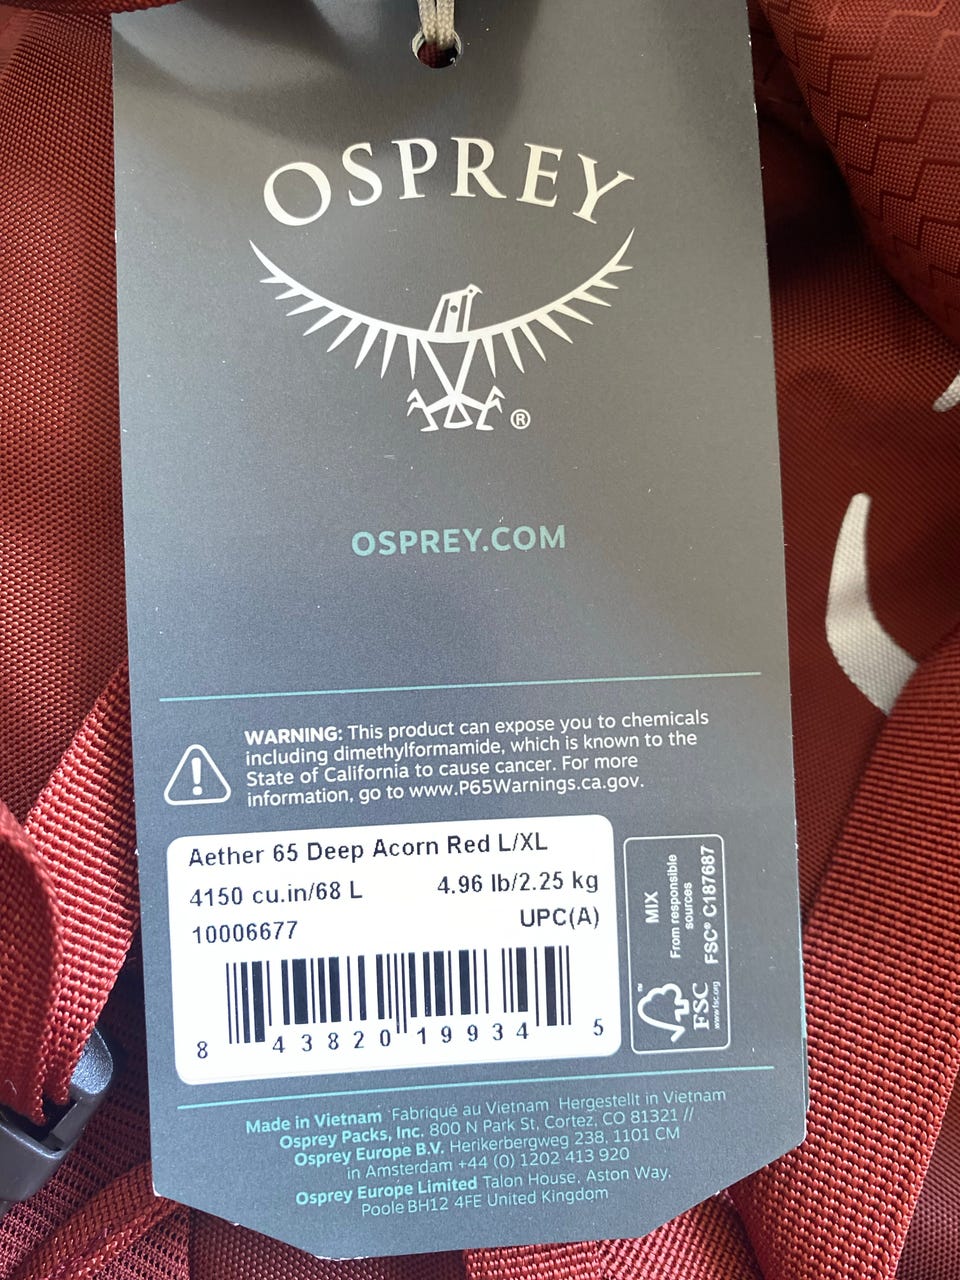 OSPREY
®
OSPREY.COM
WARNING: This product can expose you to chemicals
including dimethylformamide, which is known to the
State of California to cause cancer. For more
information, go to www.P65Warnings.ca.gov.
Aether 65 Deep Acorn Red L/XL
4150 cu.in/68 L 4.96 lb/2.25 kg
10006677 UPC(A)
8 43820 19934 5
MIX
From responsible
sources
FSC® C187687
™
FSC
www.fsc.org
Made in Vietnam Fabriqué au Vietnam Hergestellt in Vietnam
Osprey Packs, Inc. 800 N Park St, Cortez, CO 81321 //
Osprey Europe B.V. Herikerbergweg 238, 1101 CM
in Amsterdam +44 (0) 1202 413 920
Osprey Europe Limited Talon House, Aston Way,
Poole BH12 4FE United Kingdom